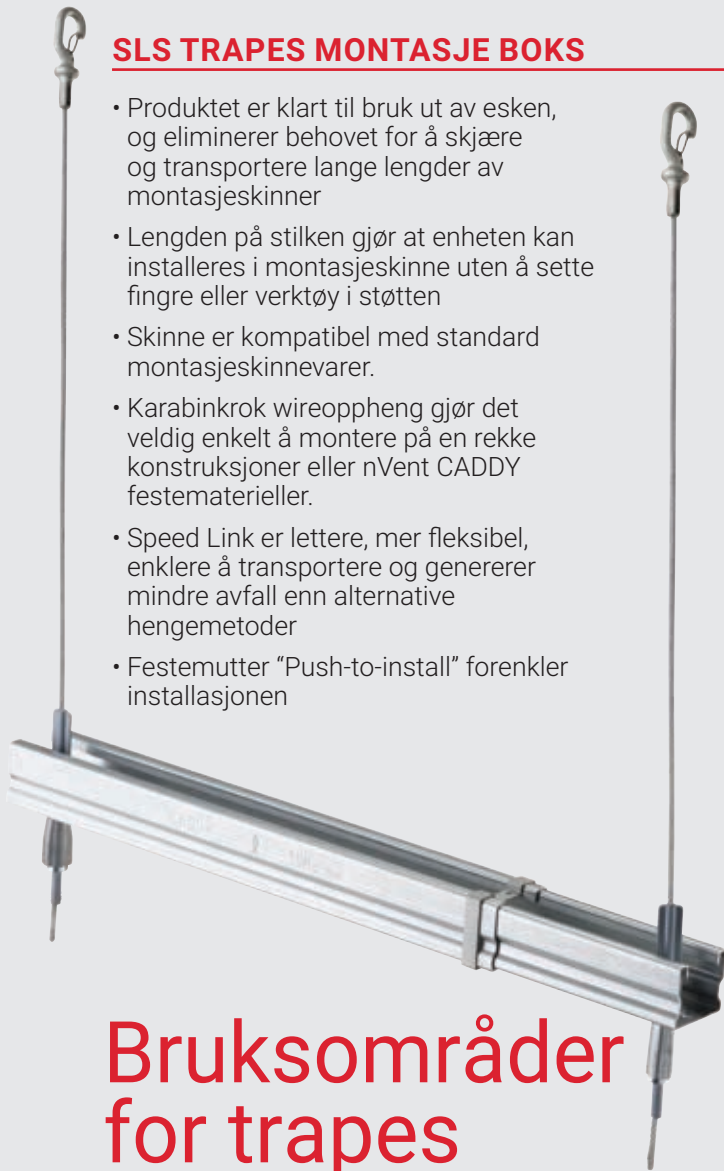 SLS TRAPES MONTASJE BOKS
• Produktet er klart til bruk ut av esken,
og eliminerer behovet for å skjære
og transportere lange lengder av
montasjeskinner
• Lengden på stilken gjør at enheten kan
installeres i montasjeskinne uten å sette
fingre eller verktøy i støtten
• Skinne er kompatibel med standard
montasjeskinnevarer.
• Karabinkrok wireoppheng gjør det
veldig enkelt å montere på en rekke
konstruksjoner eller nVent CADDY
festematerieller.
• Speed Link er lettere, mer fleksibel,
enklere å transportere og genererer
mindre avfall enn alternative
hengemetoder
• Festemutter “Push-to-install” forenkler
installasjonen
Bruksområder
for trapes